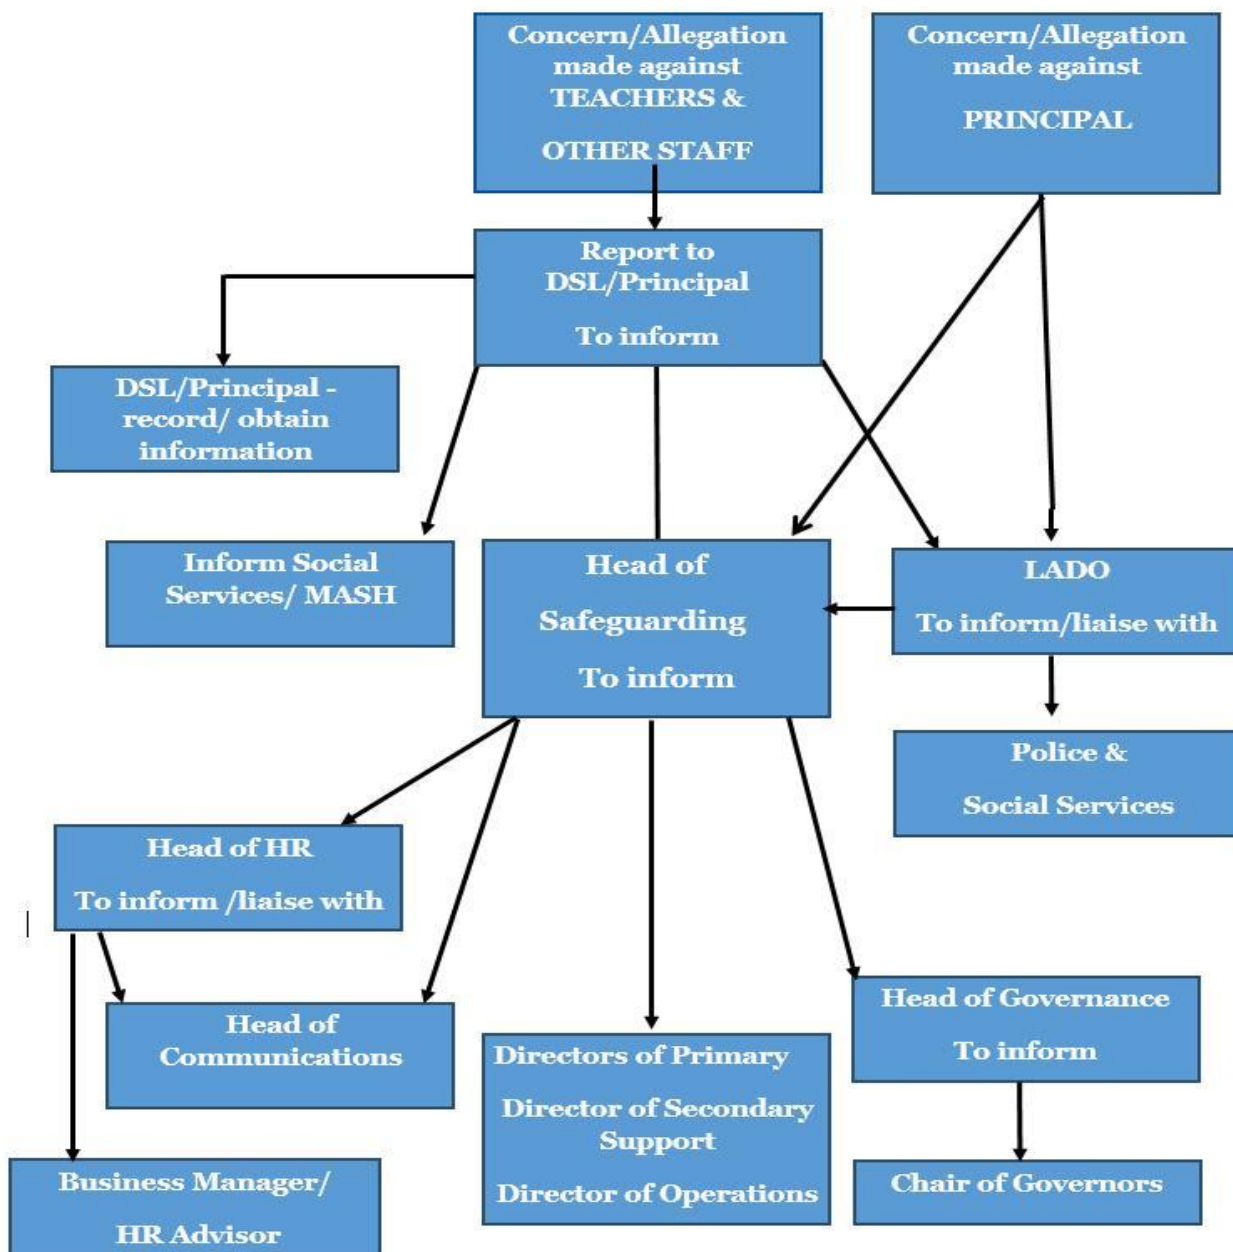 Concern/Allegation
made against
TEACHERS &
OTHER STAFF
Concern/Allegation
made against
PRINCIPAL
Report to
DSL/Principal
To inform
DSL/Principal -
record/ obtain
information
Inform Social
Services/ MASH
Head of
Safeguarding
To inform
LADO
To inform/liaise with
Police &
Social Services
Head of HR
To inform /liaise with
Head of
Communications
Directors of Primary
Director of Secondary
Support
Director of Operations
Head of Governance
To inform
Chair of Governors
Business Manager/
HR Advisor